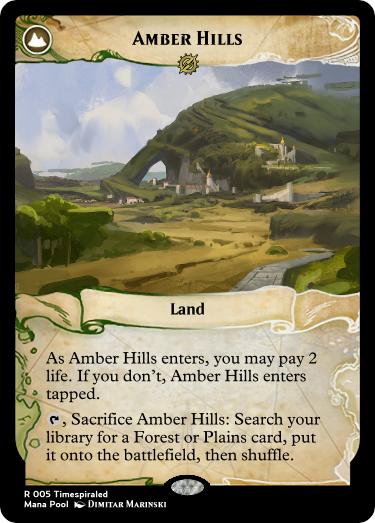 AMBER HILLS
Land
As Amber Hills enters, you may pay 2
life. If you don't, Amber Hills enters
tapped.
, Sacrifice Amber Hills: Search your
library for a Forest or Plains card, put
it onto the battlefield, then shuffle.
R 005 Timespiraled
Mana Pool DIMITAR MARINSKI